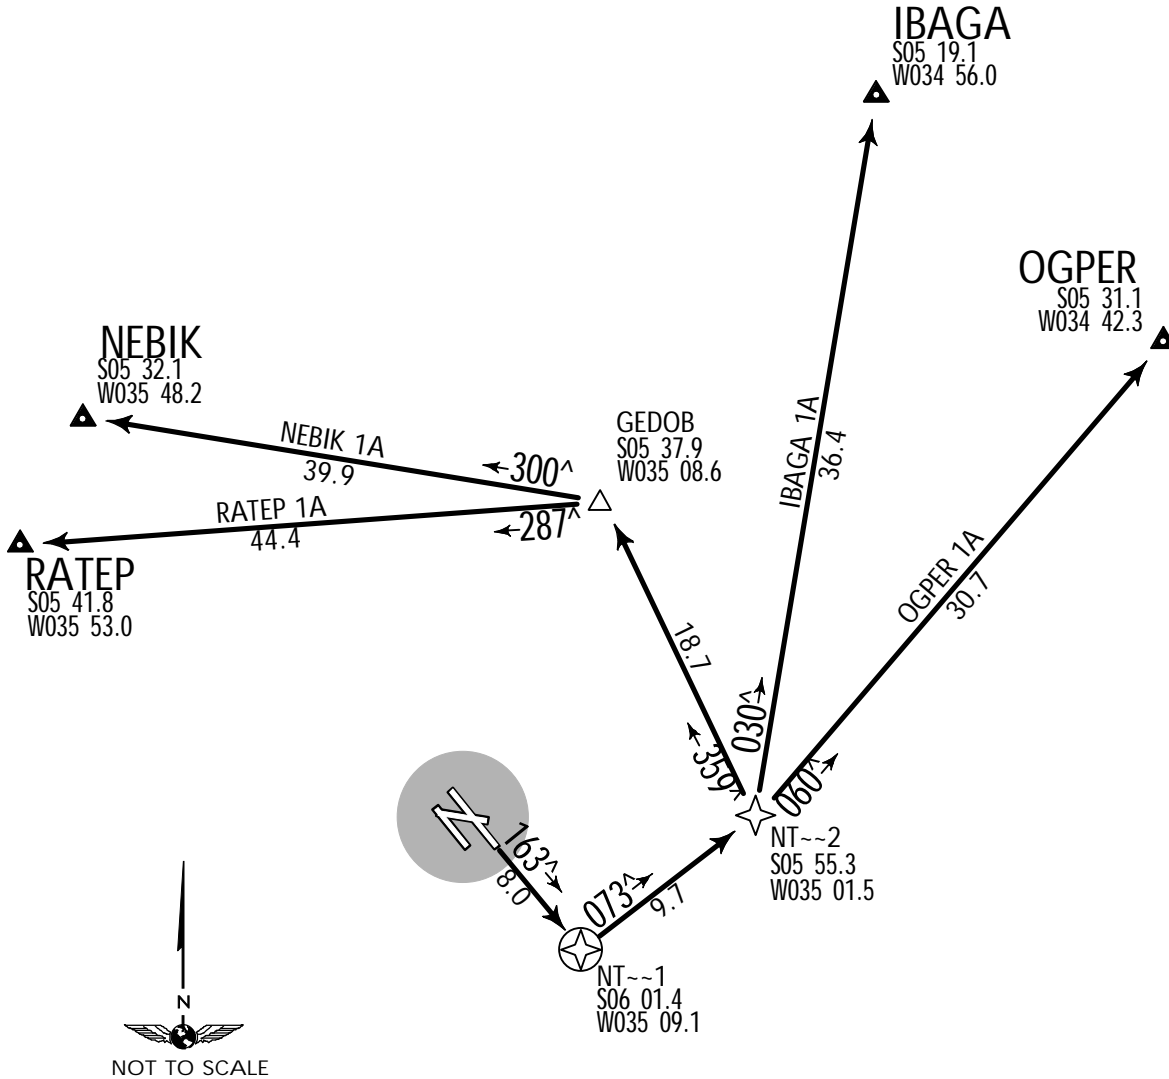 IBAGA
S05 19.1
W034 56.0
OGPER
S05 31.1
W034 42.3
NEBIK
S05 32.1
W035 48.2
NEBIK 1A
39.9
300^
GEDOB
S05 37.9
W035 08.6
RATEP 1A
44.4
287^
RATEP
S05 41.8
W035 53.0
IBAGA 1A
36.4
OGPER 1A
30.7
18.7
359^
030^
060^
163^
8.0
073^
9.7
NT~~2
S05 55.3
W035 01.5
NT~~1
S06 01.4
W035 09.1
N
NOT TO SCALE